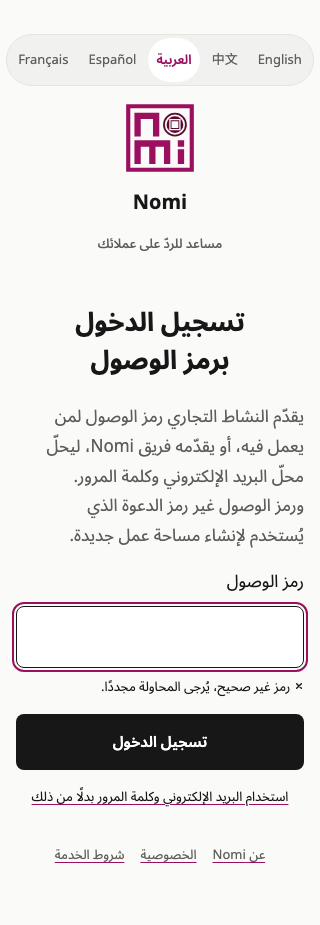 English 中文 العربية Español Français
nomi
Nomi
مساعد للردّ على عملائك
تسجيل الدخول
برمز الوصول
يقدّم النشاط التجاري رمز الوصول لمن
يعمل فيه، أو يقدّمه فريق Nomi، ليحلّ
محلّ البريد الإلكتروني وكلمة المرور.
ورمز الوصول غير رمز الدعوة الذي
يُستخدم لإنشاء مساحة عمل جديدة.
رمز الوصول
× رمز غير صحيح، يُرجى المحاولة مجددًا.
تسجيل الدخول
استخدام البريد الإلكتروني وكلمة المرور بدلًا من ذلك
عن Nomi الخصوصية شروط الخدمة